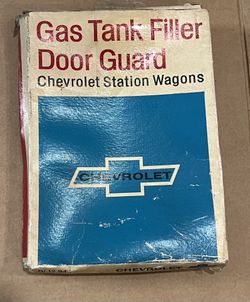 Gas Tank Filler
Door Guard
Chevrolet Station Wagons
CHEVROLET
CHEVROLET